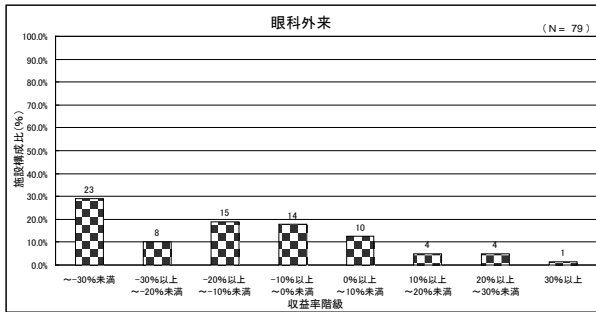 眼科外来
(N= 79)
施設構成比(%)
100.0%
90.0%
80.0%
70.0%
60.0%
50.0%
40.0%
30.0%
20.0%
10.0%
0.0%
23
8
15
14
10
4
4
1
～-30%未満
-30%以上
～-20%未満
-20%以上
～-10%未満
-10%以上
～0%未満
0%以上
～10%未満
10%以上
～20%未満
20%以上
～30%未満
30%以上
収益率階級